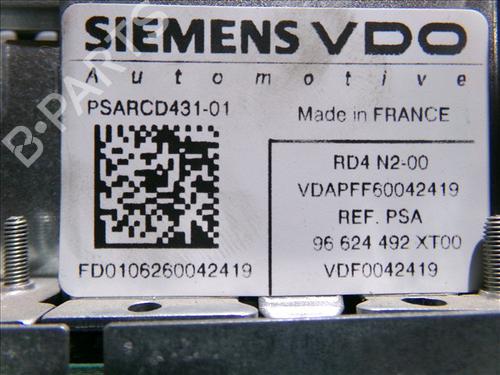 SIEMENS VDO
Automotive
PSARCD431-01
Made in FRANCE
RD4 N2-00
VDAPFF60042419
REF. PSA
96 624 492 XT00
VDF0042419
FD0106260042419
B-PARTS